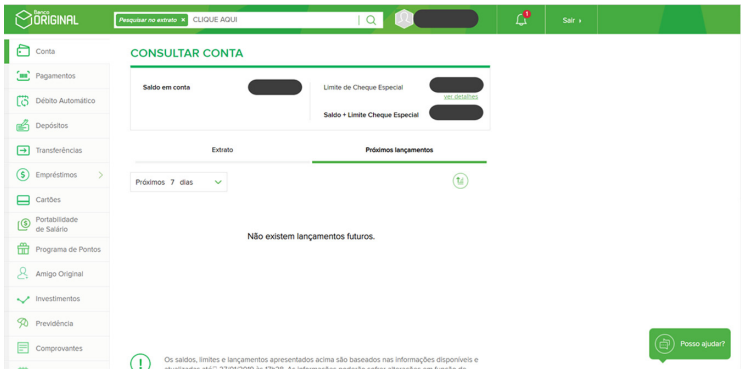 Banco
ORIGINAL
Pesquisar no extrato ×
CLIQUE AQUI
1
Sair ›
Conta
Pagamentos
Débito Automático
Depósitos
Transferências
Empréstimos
Cartões
Portabilidade
de Salário
Programa de Pontos
Amigo Original
Investimentos
Previdência
Comprovantes
CONSULTAR CONTA
Saldo em conta
Limite de Cheque Especial
ver detalhes
Saldo + Limite Cheque Especial
Extrato
Próximos lançamentos
Próximos 7 dias
Não existem lançamentos futuros.
Os saldos, limites e lançamentos apresentados acima são baseados nas informações disponíveis e
Posso ajudar?